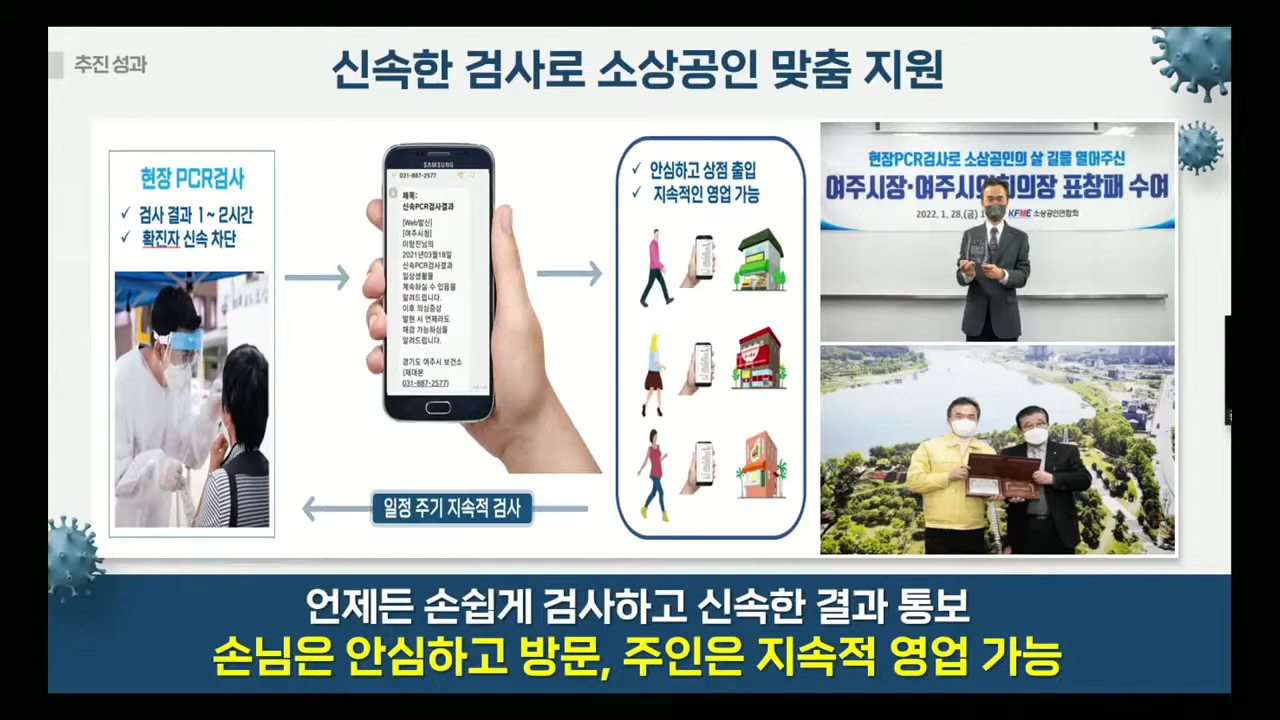 추진 성과
신속한 검사로 소상공인 맞춤 지원
현장 PCR검사
✓ 검사 결과 1~2시간
✓ 확진자 신속 차단
SAMSUNG
031-887-2577
제목:
신속PCR검사결과
[Web발신]
[여주시청]
이항진님의
2021년03월18일
신속PCR검사결과
일상생활을
계속하실 수 있음을
알려드립니다.
이후 의심증상
발현 시 언제라도
재검 가능하심을
알려드립니다.
경기도 여주시 보건소
(재대본
031-887-2577)
✓ 안심하고 상점 출입
✓ 지속적인 영업 가능
일정 주기 지속적 검사
현장PCR검사로 소상공인의 살 길을 열어주신
여주시장·여주시의회의장 표창패 수여
2022. 1. 28.(금) 1
KFME 소상공인연합회
언제든 손쉽게 검사하고 신속한 결과 통보
손님은 안심하고 방문, 주인은 지속적 영업 가능